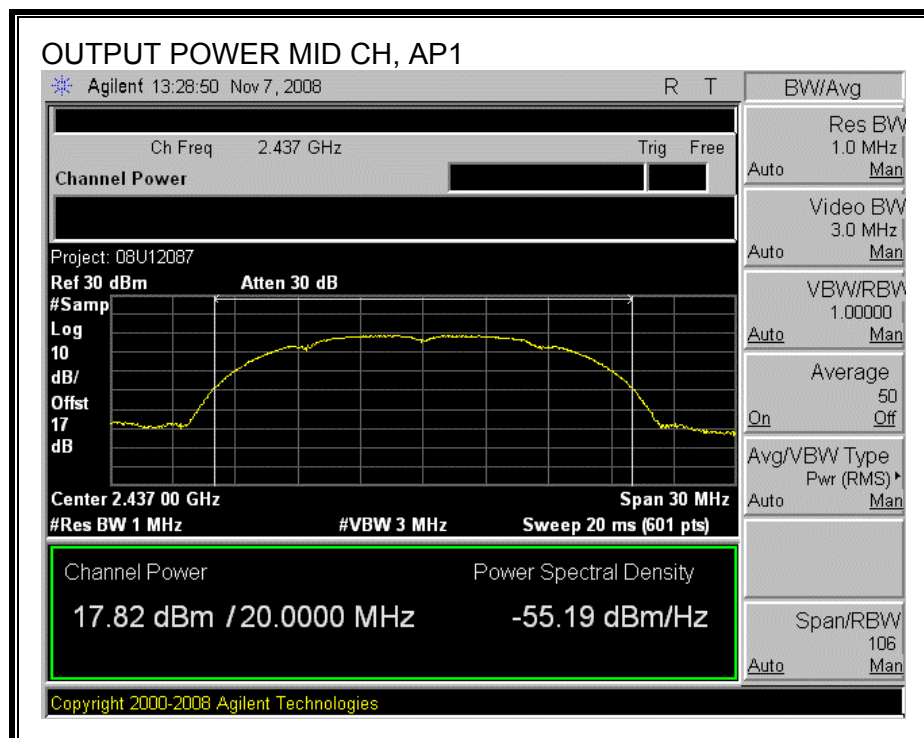 OUTPUT POWER MID CH, AP1
Agilent 13:28:50 Nov 7, 2008 R T
BW/Avg
Ch Freq 2.437 GHz Trig Free
Channel Power
Project: 08U12087
Ref 30 dBm Atten 30 dB
#Samp
Log
10
dB/
Offst
17
dB
Center 2.437 00 GHz Span 30 MHz
#Res BW 1 MHz #VBW 3 MHz Sweep 20 ms (601 pts)
Channel Power Power Spectral Density
17.82 dBm / 20.0000 MHz -55.19 dBm/Hz
Copyright 2000-2008 Agilent Technologies
Res BW
1.0 MHz
Auto Man
Video BW
3.0 MHz
Auto Man
VBW/RBW
1.00000
Auto Man
Average
50
On Off
Avg/VBW Type
Pwr (RMS)
Auto Man
Span/RBW
106
Auto Man